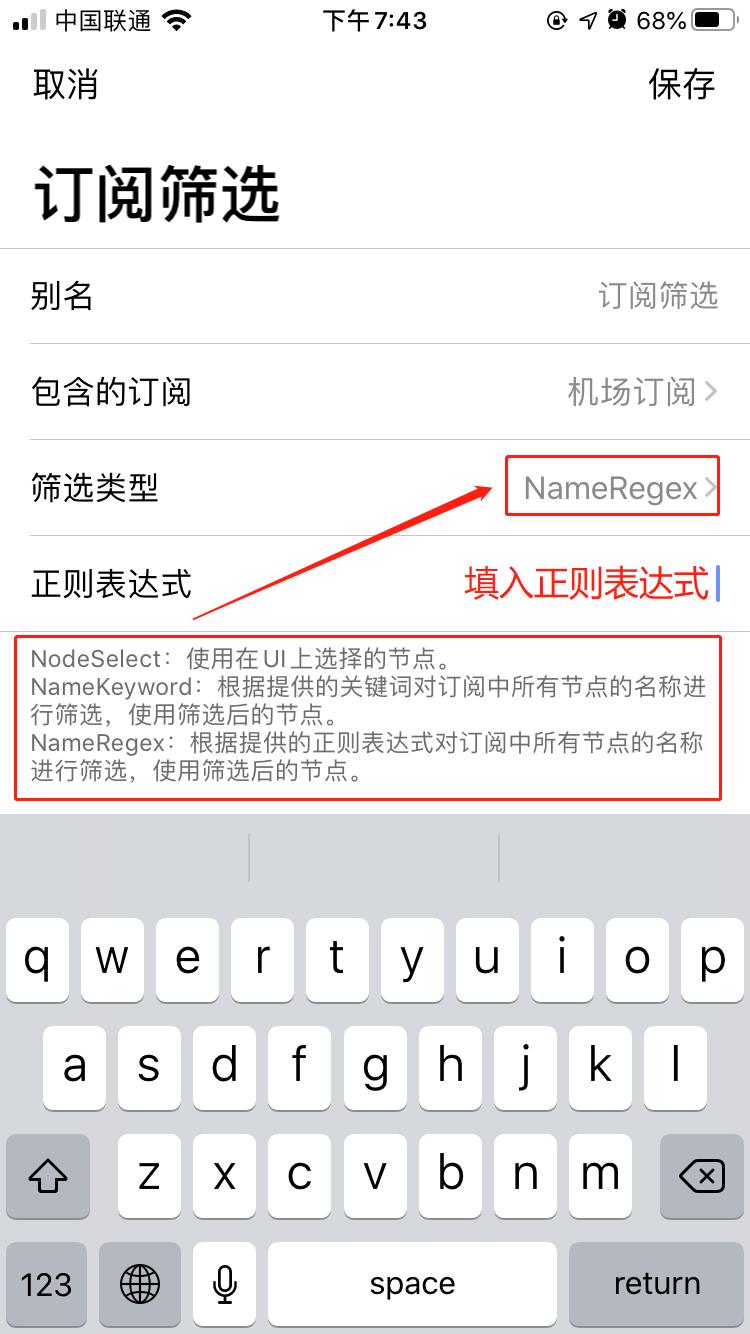 中国联通 下午7:43 68%
取消 保存
订阅筛选
别名 订阅筛选
包含的订阅 机场订阅
筛选类型 NameRegex
正则表达式 填入正则表达式
NodeSelect：使用在UI上选择的节点。
NameKeyword：根据提供的关键词对订阅中所有节点的名称进
行筛选，使用筛选后的节点。
NameRegex：根据提供的正则表达式对订阅中所有节点的名称
进行筛选，使用筛选后的节点。
q w e r t y u i o p
a s d f g h j k l
z x c v b n m
123 space return